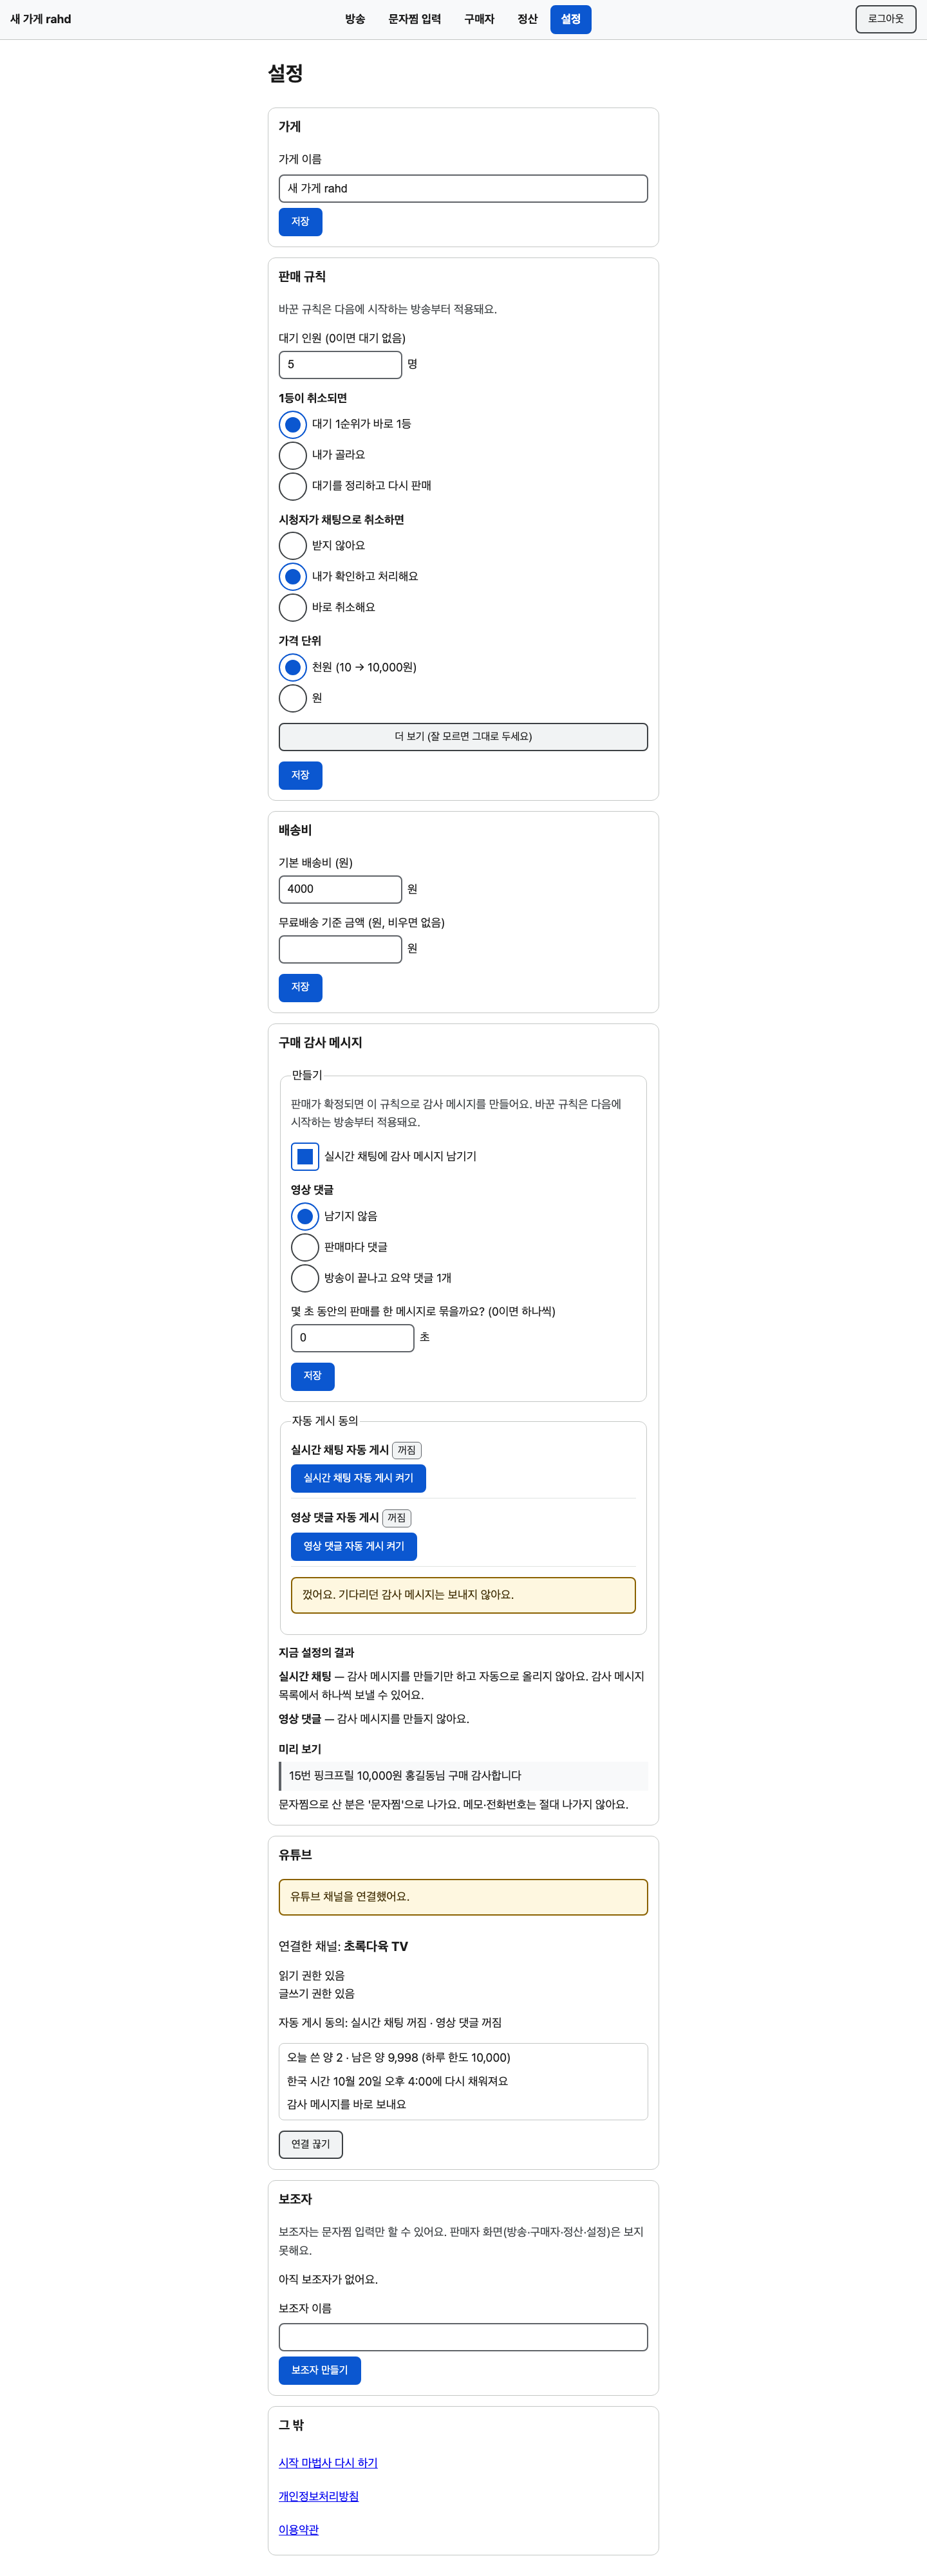 새 가게 rahd
방송 문자찜 입력 구매자 정산 설정
로그아웃
설정
가게
가게 이름
새 가게 rahd
저장
판매 규칙
바꾼 규칙은 다음에 시작하는 방송부터 적용돼요.
대기 인원 (0이면 대기 없음)
5 명
1등이 취소되면
대기 1순위가 바로 1등
내가 골라요
대기를 정리하고 다시 판매
시청자가 채팅으로 취소하면
받지 않아요
내가 확인하고 처리해요
바로 취소해요
가격 단위
천원 (10 → 10,000원)
원
더 보기 (잘 모르면 그대로 두세요)
저장
배송비
기본 배송비 (원)
4000 원
무료배송 기준 금액 (원, 비우면 없음)
원
저장
구매 감사 메시지
만들기
판매가 확정되면 이 규칙으로 감사 메시지를 만들어요. 바꾼 규칙은 다음에
시작하는 방송부터 적용돼요.
실시간 채팅에 감사 메시지 남기기
영상 댓글
남기지 않음
판매마다 댓글
방송이 끝나고 요약 댓글 1개
몇 초 동안의 판매를 한 메시지로 묶을까요? (0이면 하나씩)
0 초
저장
자동 게시 동의
실시간 채팅 자동 게시 꺼짐
실시간 채팅 자동 게시 켜기
영상 댓글 자동 게시 꺼짐
영상 댓글 자동 게시 켜기
껐어요. 기다리던 감사 메시지는 보내지 않아요.
지금 설정의 결과
실시간 채팅 — 감사 메시지를 만들기만 하고 자동으로 올리지 않아요. 감사 메시지
목록에서 하나씩 보낼 수 있어요.
영상 댓글 — 감사 메시지를 만들지 않아요.
미리 보기
15번 핑크프릴 10,000원 홍길동님 구매 감사합니다
문자찜으로 산 분은 '문자찜'으로 나가요. 메모·전화번호는 절대 나가지 않아요.
유튜브
유튜브 채널을 연결했어요.
연결한 채널: 초록다육 TV
읽기 권한 있음
글쓰기 권한 있음
자동 게시 동의: 실시간 채팅 꺼짐 · 영상 댓글 꺼짐
오늘 쓴 양 2 · 남은 양 9,998 (하루 한도 10,000)
한국 시간 10월 20일 오후 4:00에 다시 채워져요
감사 메시지를 바로 보내요
연결 끊기
보조자
보조자는 문자찜 입력만 할 수 있어요. 판매자 화면(방송·구매자·정산·설정)은 보지
못해요.
아직 보조자가 없어요.
보조자 이름
보조자 만들기
그 밖
시작 마법사 다시 하기
개인정보처리방침
이용약관